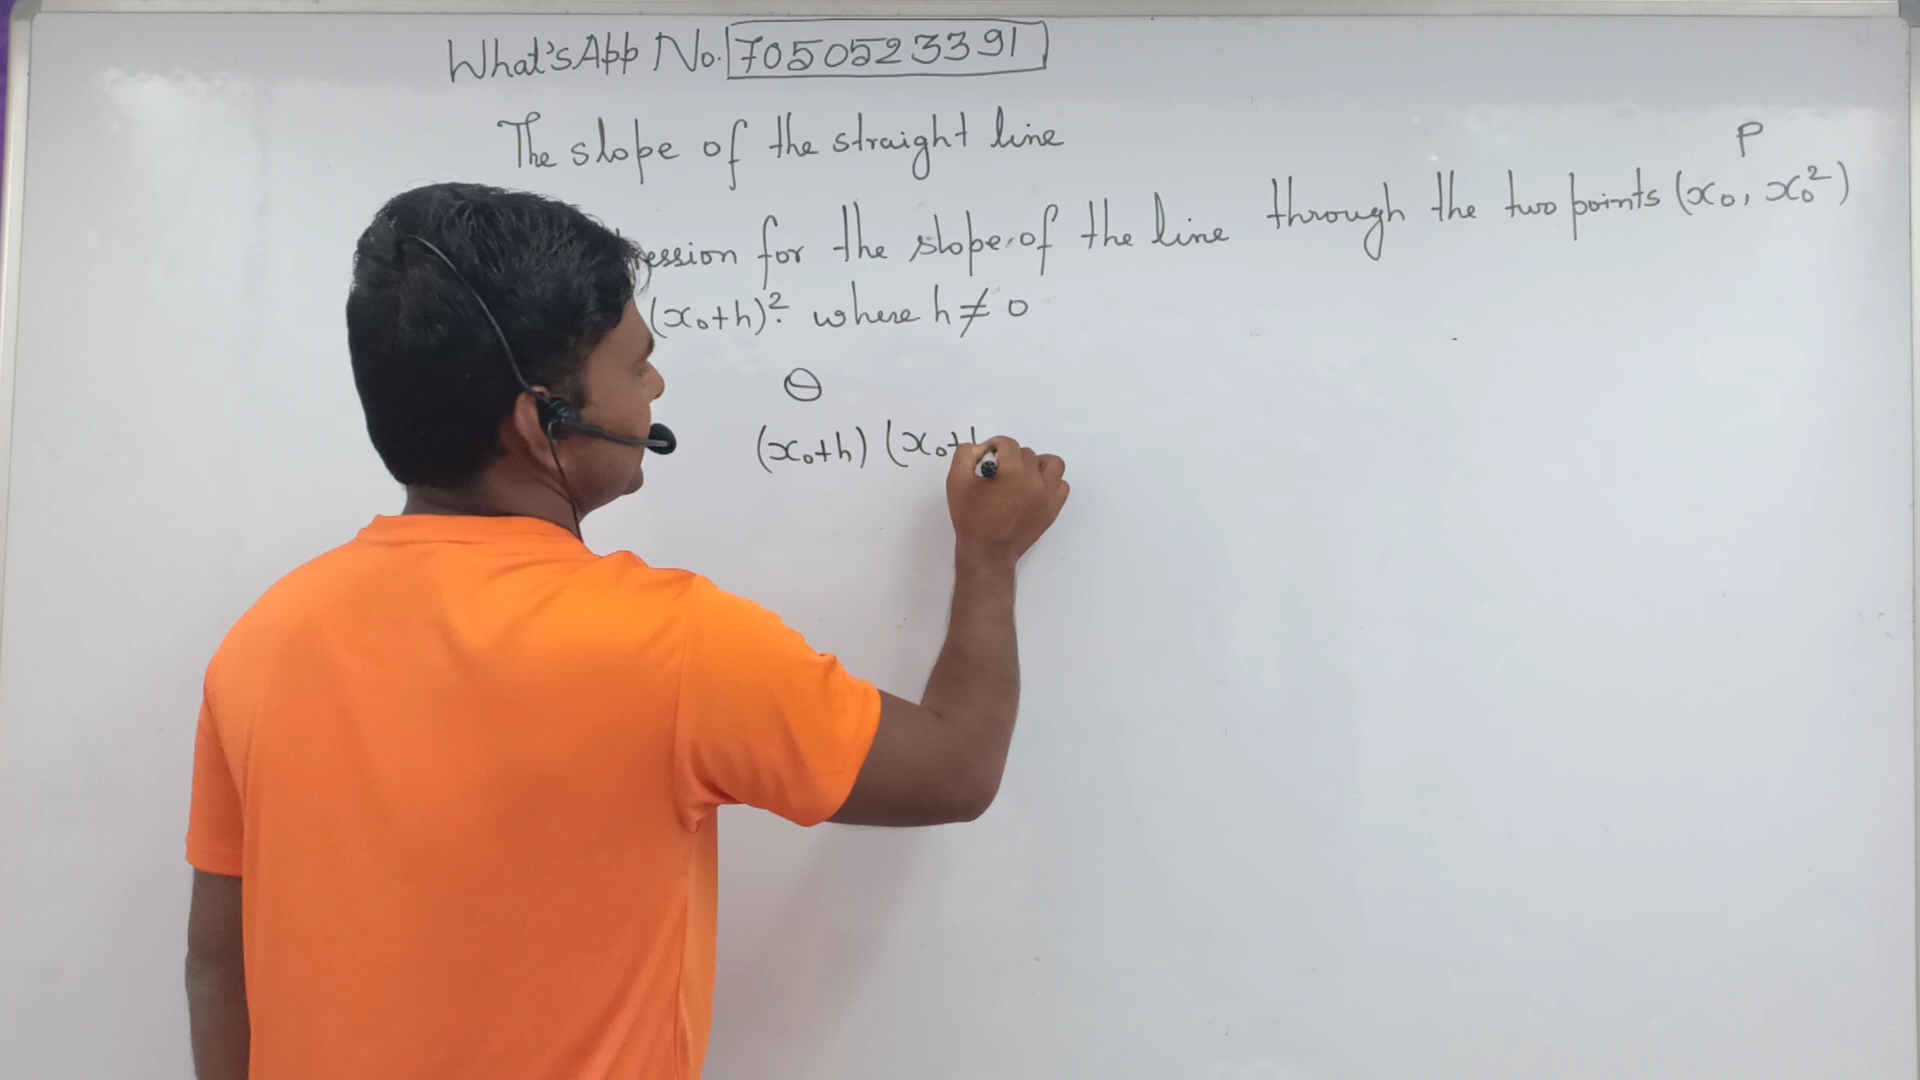 What'sApp No. 7050523391
The slope of the straight line
P
ression for the slope of the line through the two points (x₀, x₀²)
(x₀+h)². where h ≠ 0
Θ
(x₀+h) (x₀+h